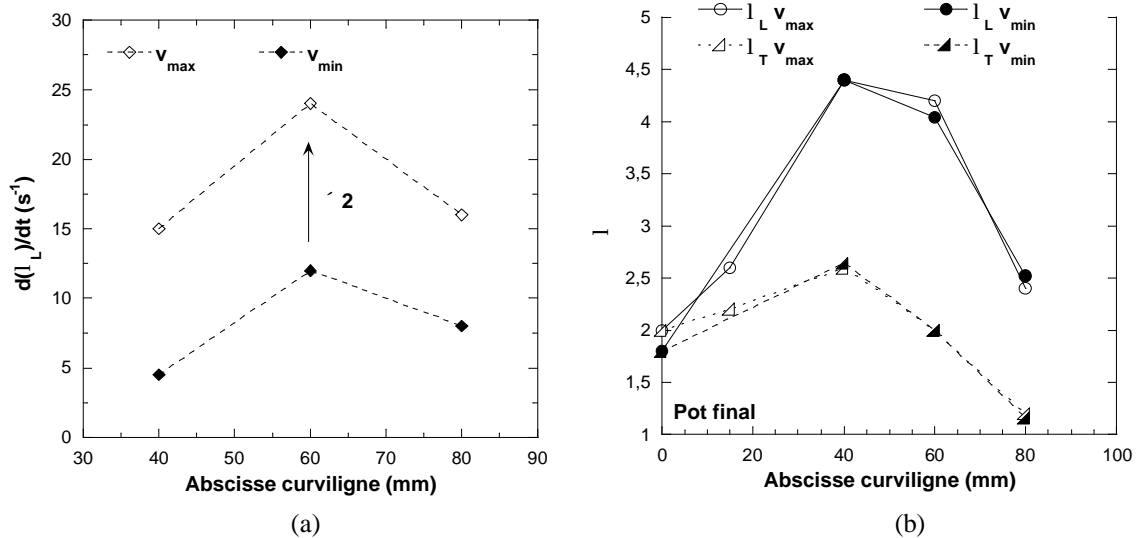 30
25
20
15
10
5
0
30 40 50 60 70 80 90
v max
v min
´ 2
d(l_L)/dt (s-1)
Abscisse curviligne (mm)
(a)
5
4,5
4
3,5
3
2,5
2
1,5
1
0 20 40 60 80 100
l L v max
l L v min
l T v max
l T v min
l
Pot final
Abscisse curviligne (mm)
(b)